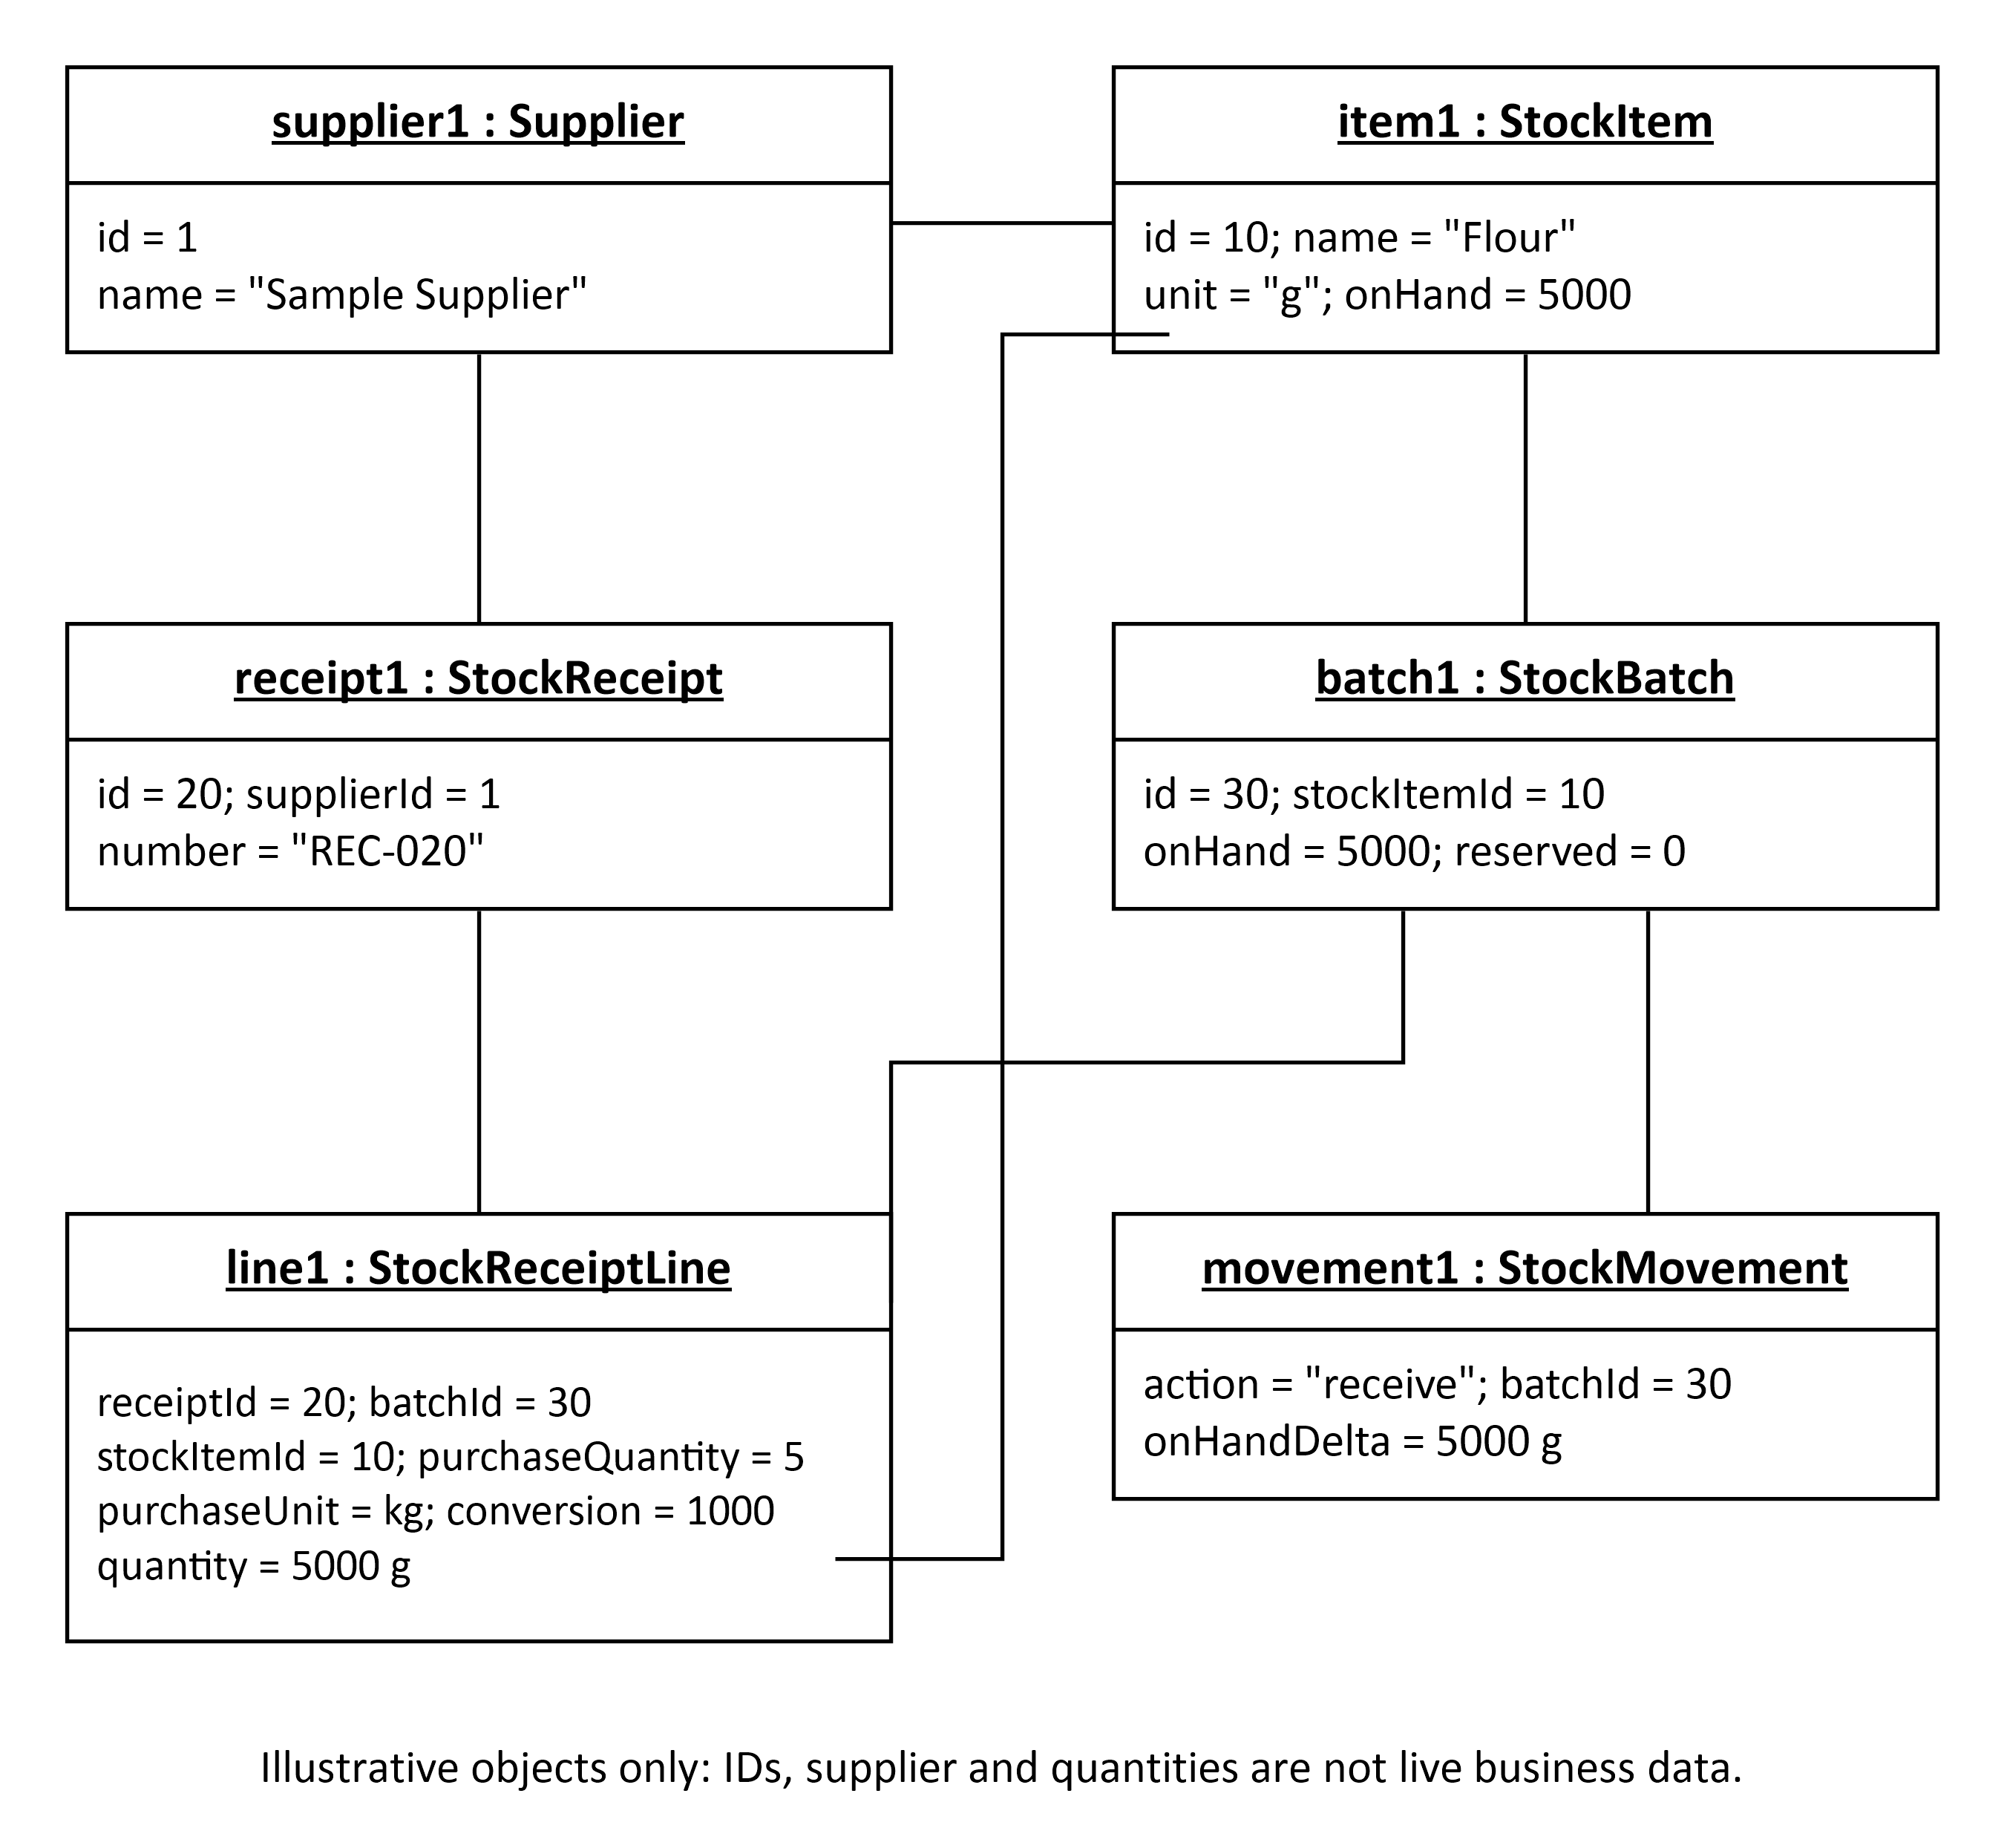 supplier1 : Supplier
id = 1
name = "Sample Supplier"
item1 : StockItem
id = 10; name = "Flour"
unit = "g"; onHand = 5000
receipt1 : StockReceipt
id = 20; supplierId = 1
number = "REC-020"
batch1 : StockBatch
id = 30; stockItemId = 10
onHand = 5000; reserved = 0
line1 : StockReceiptLine
receiptId = 20; batchId = 30
stockItemId = 10; purchaseQuantity = 5
purchaseUnit = kg; conversion = 1000
quantity = 5000 g
movement1 : StockMovement
action = "receive"; batchId = 30
onHandDelta = 5000 g
Illustrative objects only: IDs, supplier and quantities are not live business data.